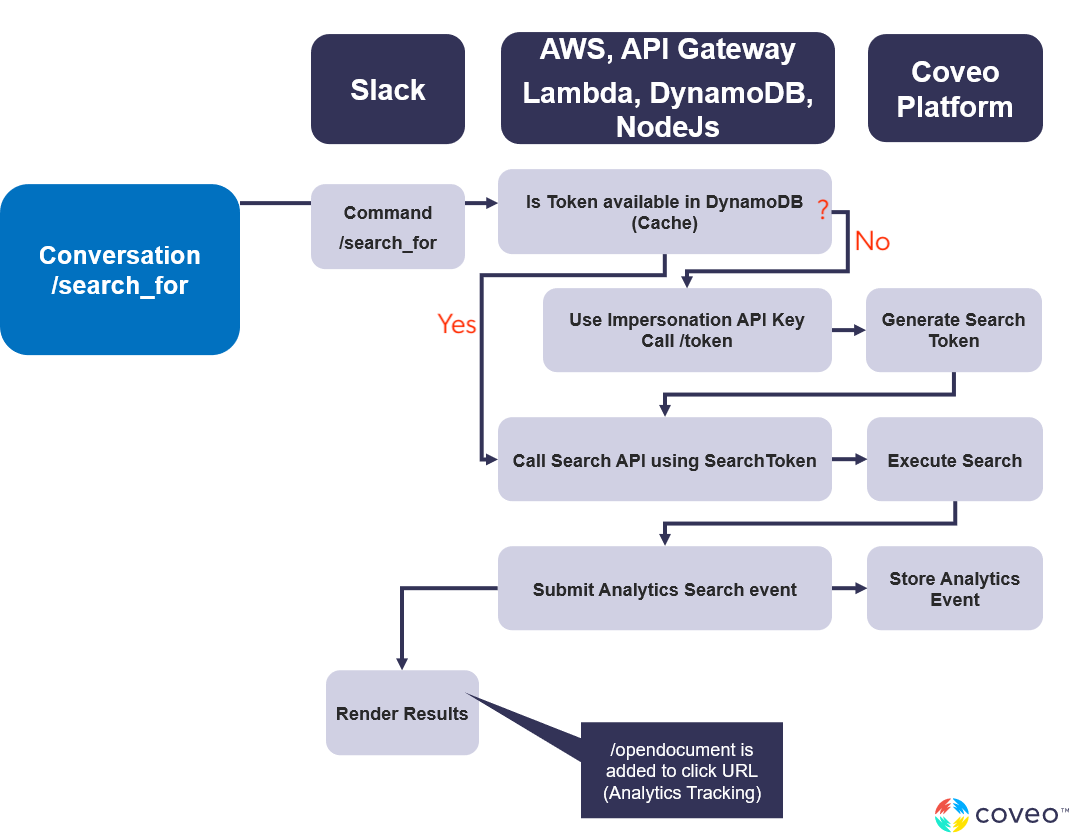 Slack
AWS, API Gateway
Lambda, DynamoDB,
NodeJs
Coveo
Platform
Conversation
/search_for
Command
/search_for
Is Token available in DynamoDB
(Cache)
?
No
Yes
Use Impersonation API Key
Call /token
Generate Search
Token
Call Search API using SearchToken
Execute Search
Submit Analytics Search event
Store Analytics
Event
Render Results
/opendocument is
added to click URL
(Analytics Tracking)
coveo™